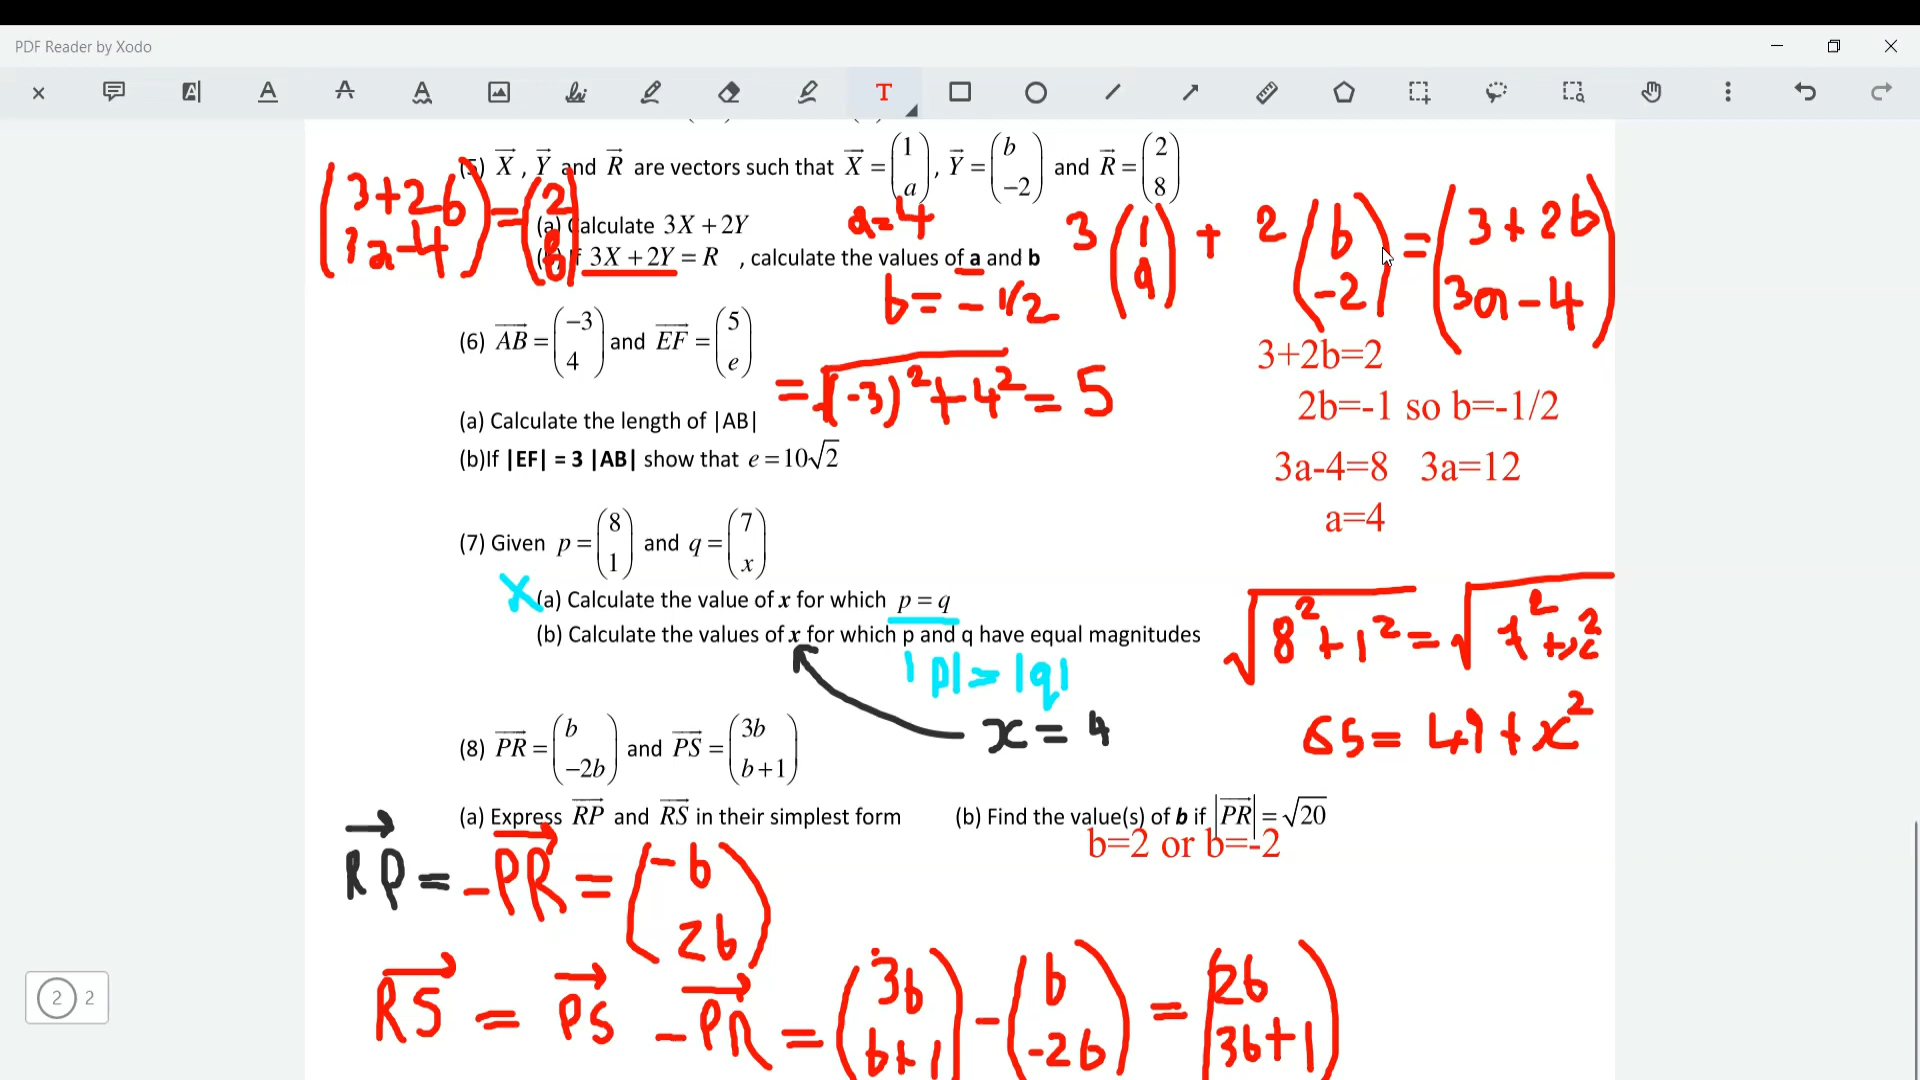 PDF Reader by Xodo
(5) X , Y and R are vectors such that X = (1 a) , Y = (b −2) and R = (2 8)
(3+2b 3a-4) = (2 8)
(a) Calculate 3X + 2Y
a=4
3 (1 a) + 2 (b -2) = (3+2b 3a-4)
If 3X + 2Y = R , calculate the values of a and b
b = - 1/2
(6) AB = (−3 4) and EF = (5 e)
3+2b=2
= √(-3)² + 4² = 5
2b=-1 so b=-1/2
(a) Calculate the length of |AB|
(b)If |EF| = 3 |AB| show that e = 10√2
3a-4=8 3a=12
a=4
(7) Given p = (8 1) and q = (7 x)
X (a) Calculate the value of x for which p = q
(b) Calculate the values of x for which p and q have equal magnitudes
√8² + 1² = √7² + x²
|p| = |q|
x = 4
65 = 49 + x²
(8) PR = (b −2b) and PS = (3b b+1)
(a) Express RP and RS in their simplest form (b) Find the value(s) of b if |PR| = √20
b=2 or b=-2
RP = -PR = (-b 2b)
RS = PS - PR = (3b b+1) - (b -2b) = (2b 3b+1)
2 2